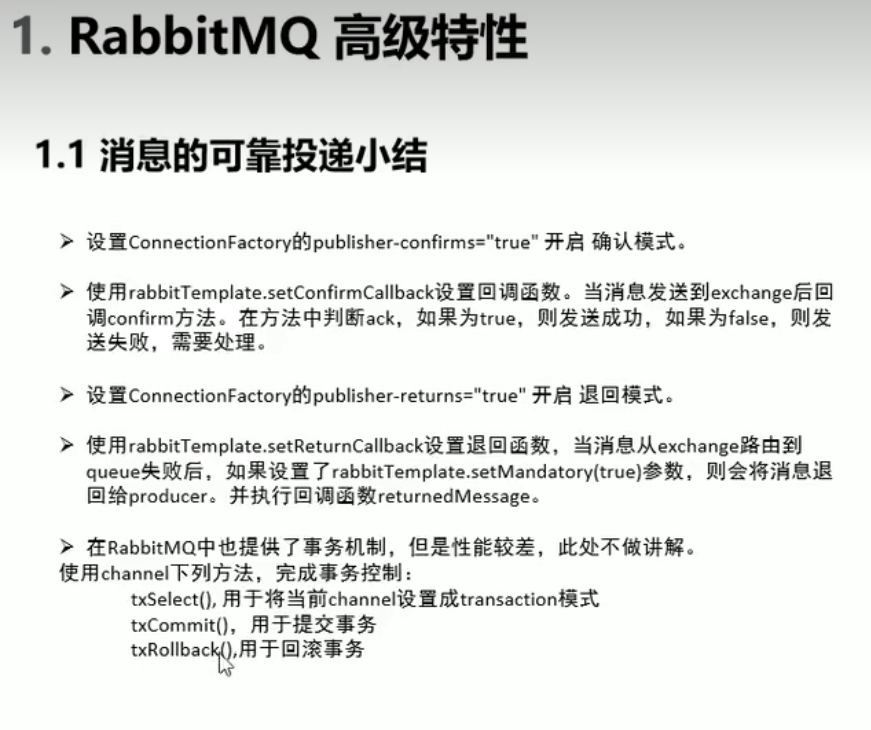 1. RabbitMQ 高级特性
1.1 消息的可靠投递小结
➢ 设置ConnectionFactory的publisher-confirms="true" 开启 确认模式。
➢ 使用rabbitTemplate.setConfirmCallback设置回调函数。当消息发送到exchange后回
调confirm方法。在方法中判断ack，如果为true，则发送成功，如果为false，则发
送失败，需要处理。
➢ 设置ConnectionFactory的publisher-returns="true" 开启 退回模式。
➢ 使用rabbitTemplate.setReturnCallback设置退回函数，当消息从exchange路由到
queue失败后，如果设置了rabbitTemplate.setMandatory(true)参数，则会将消息退
回给producer。并执行回调函数returnedMessage。
➢ 在RabbitMQ中也提供了事务机制，但是性能较差，此处不做讲解。
使用channel下列方法，完成事务控制：
txSelect(), 用于将当前channel设置成transaction模式
txCommit()，用于提交事务
txRollback(),用于回滚事务